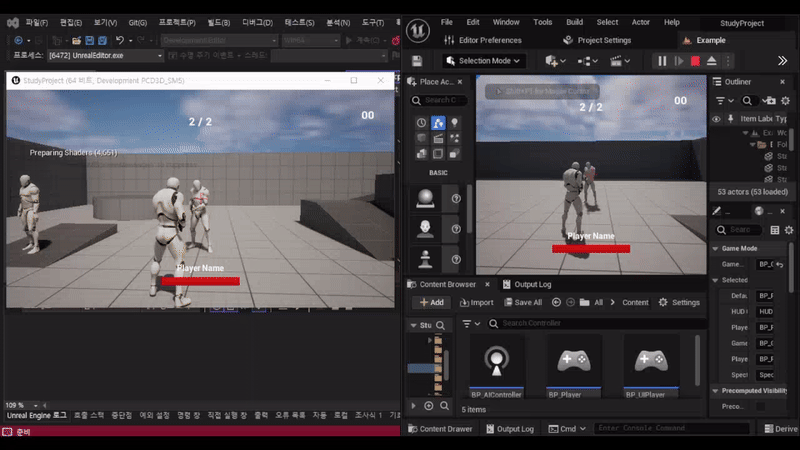 파일(F) 편집(E) 보기(V) Git(G) 프로젝트(P) 빌드(B) 디버그(D) 테스트(S) 분석(N) 도구(T)
프로세스: [6472] UnrealEditor.exe
StudyProject (64 비트, Development PCD3D_SM5)
2 / 2
00
Preparing Shaders (4,661)
Player Name
109 %
Unreal Engine 로그 호출 스택 중단점 예외 설정 명령 창 직접 실행 창 출력 오류 목록 자동 로컬 조사식 1
준비
File Edit Window Tools Build Select Actor Help StudyProject
Editor Preferences Project Settings Example
Selection Mode
Place Ac...
Search C
BASIC
Shift+F1 for Mouse Cursor
2 / 2
00
Player Name
Outliner
Item Label Typ
53 actors (53 loaded)
Searc
Game Mode
Game... BP_
Selected
Defau BP_
HUD HUD
Playe BP_
Game BP_
Playe BP_
Spect Spec
Precomputed Visibility
Preco...
Content Browser Output Log
Add Import Save All All Content Settings
Stu Search Controller
BP_AIController BP_Player BP_UIPlayer
5 items
Content Drawer Output Log Cmd Enter Console Command Derive